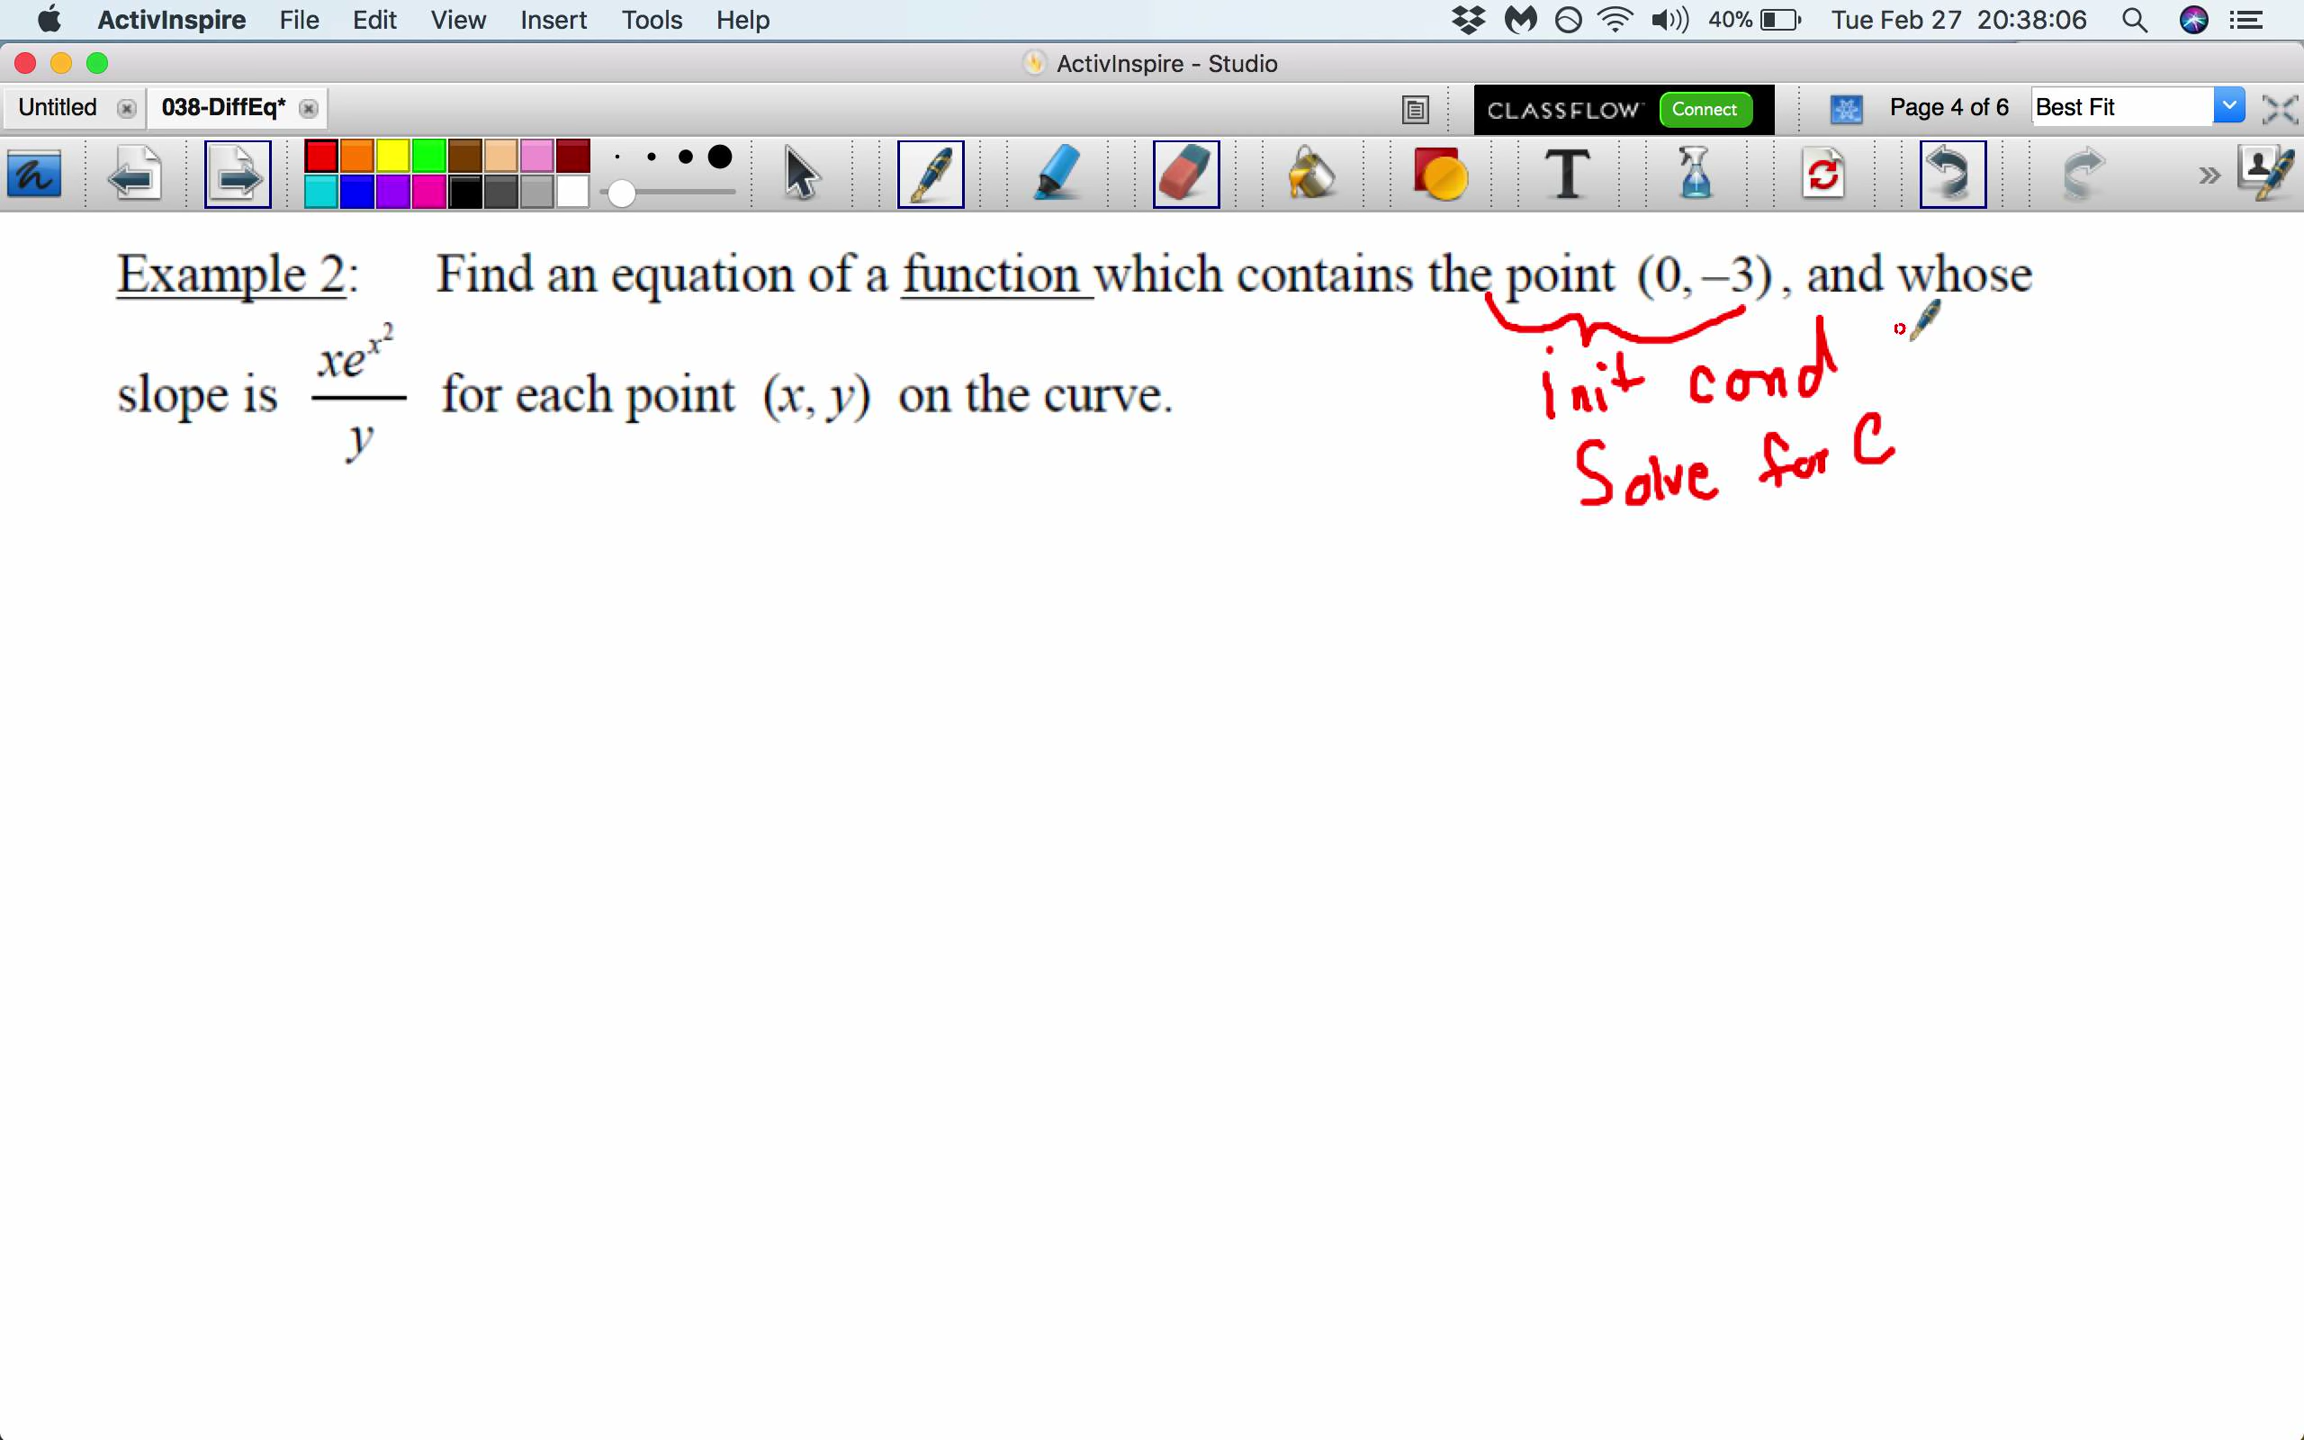 ActivInspire File Edit View Insert Tools Help 40% Tue Feb 27 20:38:06
ActivInspire - Studio
Untitled 038-DiffEq* CLASSFLOW Connect Page 4 of 6 Best Fit
T
Example 2: Find an equation of a function which contains the point (0, –3), and whose
slope is xe^{x^2}/y for each point (x, y) on the curve.
init cond
Solve for C